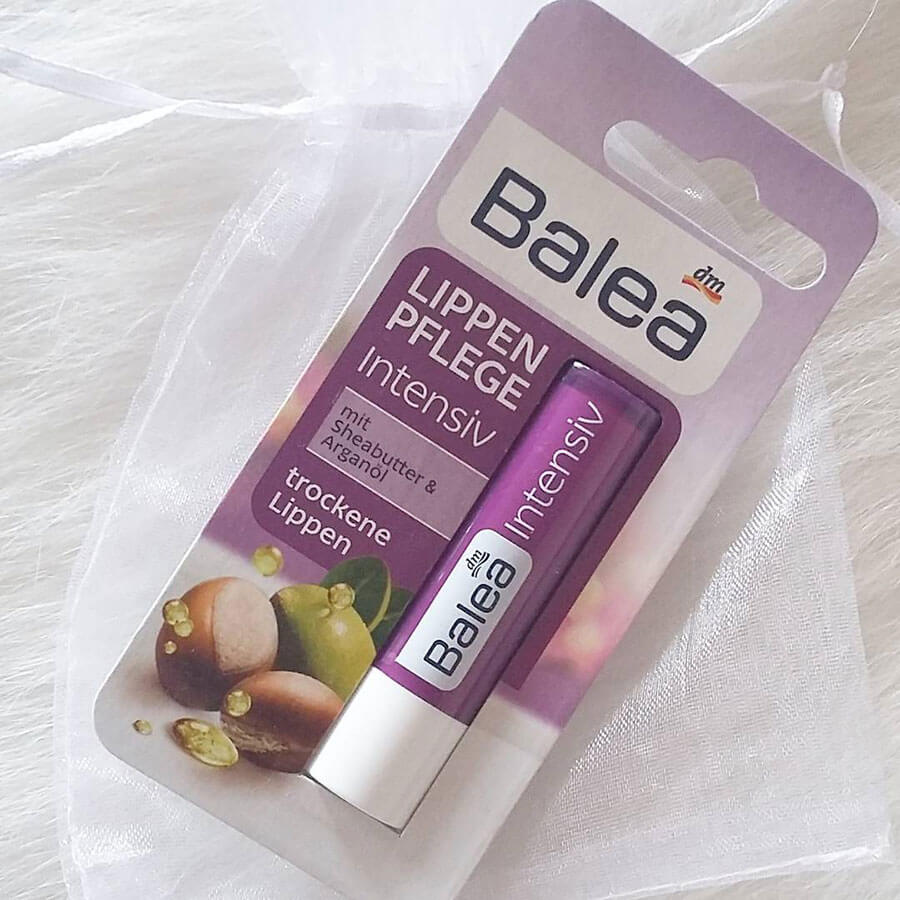 Balea
dm
LIPPEN
PFLEGE
Intensiv
mit
Sheabutter &
Arganöl
trockene
Lippen
Intensiv
Balea
dm